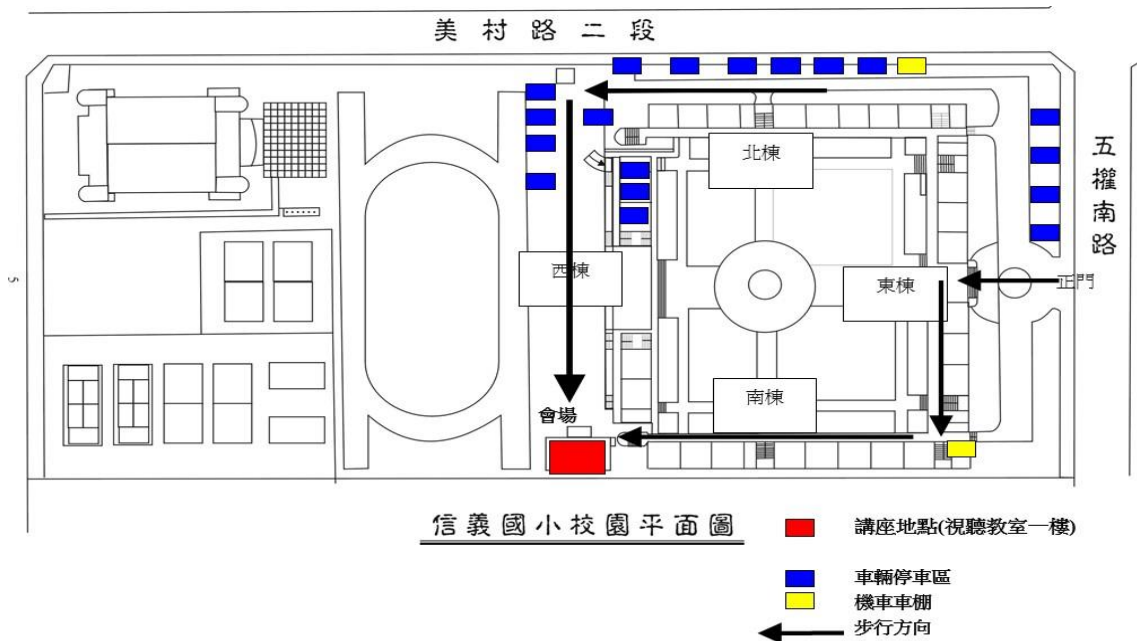 美村路二段
五權南路
北棟
西棟
東棟
正門
南棟
會場
5
信義國小校園平面圖
講座地點(視聽教室一樓)
車輛停車區
機車車棚
步行方向